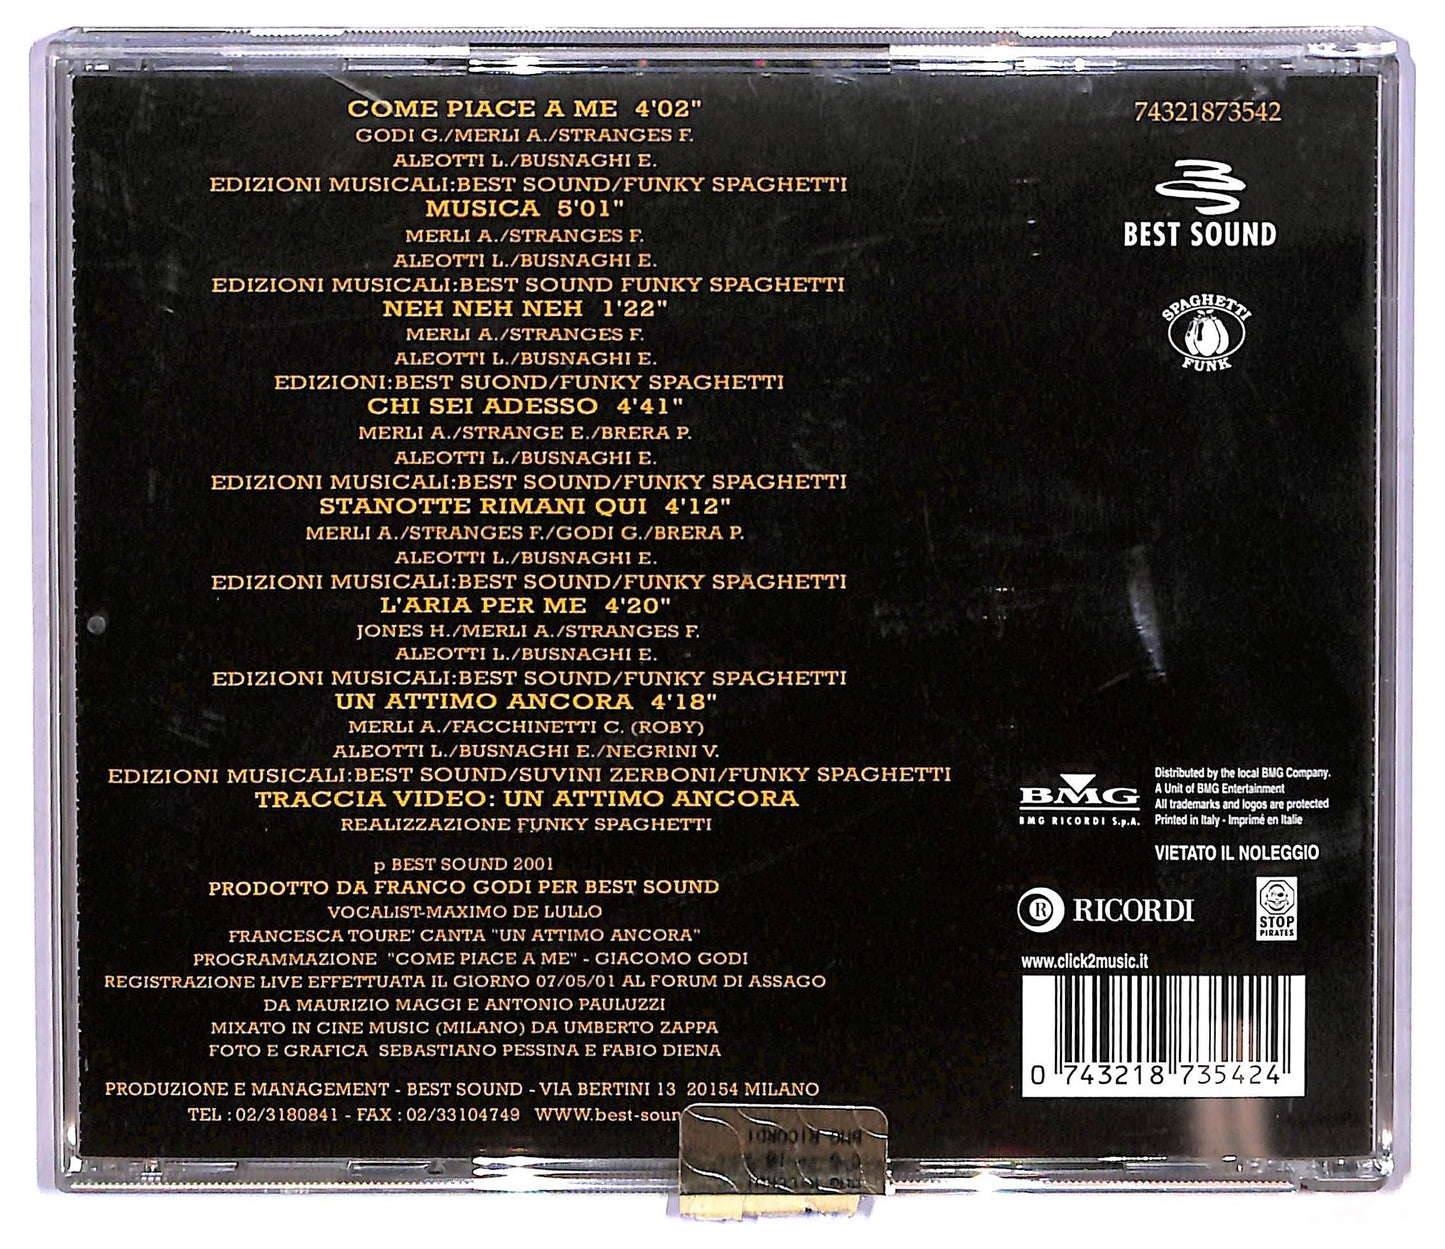 COME PIACE A ME 4'02"
GODI G./MERLI A./STRANGES F.
ALEOTTI L./BUSNAGHI E.
EDIZIONI MUSICALI:BEST SOUND/FUNKY SPAGHETTI
MUSICA 5'01"
MERLI A./STRANGES F.
ALEOTTI L./BUSNAGHI E.
EDIZIONI MUSICALI:BEST SOUND FUNKY SPAGHETTI
NEH NEH NEH 1'22"
MERLI A./STRANGES F.
ALEOTTI L./BUSNAGHI E.
EDIZIONI:BEST SUOND/FUNKY SPAGHETTI
CHI SEI ADESSO 4'41"
MERLI A./STRANGE E./BRERA P.
ALEOTTI L./BUSNAGHI E.
EDIZIONI MUSICALI:BEST SOUND/FUNKY SPAGHETTI
STANOTTE RIMANI QUI 4'12"
MERLI A./STRANGES F./GODI G./BRERA P.
ALEOTTI L./BUSNAGHI E.
EDIZIONI MUSICALI:BEST SOUND/FUNKY SPAGHETTI
L'ARIA PER ME 4'20"
JONES H./MERLI A./STRANGES F.
ALEOTTI L./BUSNAGHI E.
EDIZIONI MUSICALI:BEST SOUND/FUNKY SPAGHETTI
UN ATTIMO ANCORA 4'18"
MERLI A./FACCHINETTI C. (ROBY)
ALEOTTI L./BUSNAGHI E./NEGRINI V.
EDIZIONI MUSICALI:BEST SOUND/SUVINI ZERBONI/FUNKY SPAGHETTI
TRACCIA VIDEO: UN ATTIMO ANCORA
REALIZZAZIONE FUNKY SPAGHETTI
p BEST SOUND 2001
PRODOTTO DA FRANCO GODI PER BEST SOUND
VOCALIST-MAXIMO DE LULLO
FRANCESCA TOURE' CANTA "UN ATTIMO ANCORA"
PROGRAMMAZIONE "COME PIACE A ME" - GIACOMO GODI
REGISTRAZIONE LIVE EFFETTUATA IL GIORNO 07/05/01 AL FORUM DI ASSAGO
DA MAURIZIO MAGGI E ANTONIO PAULUZZI
MIXATO IN CINE MUSIC (MILANO) DA UMBERTO ZAPPA
FOTO E GRAFICA SEBASTIANO PESSINA E FABIO DIENA
PRODUZIONE E MANAGEMENT - BEST SOUND - VIA BERTINI 13 20154 MILANO
TEL : 02/3180841 - FAX : 02/33104749 WWW.best-soun
BMG RICORDI
74321873542
BEST SOUND
SPAGHETTI
FUNK
BMG
BMG RICORDI S.p.A.
Distributed by the local BMG Company.
A Unit of BMG Entertainment
All trademarks and logos are protected
Printed in Italy - Imprimé en Italie
VIETATO IL NOLEGGIO
R RICORDI
STOP
PIRATES
www.click2music.it
0 743218 735424